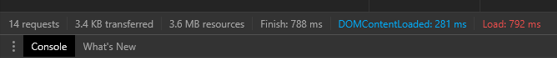 14 requests 3.4 KB transferred 3.6 MB resources Finish: 788 ms DOMContentLoaded: 281 ms Load: 792 ms
Console What's New